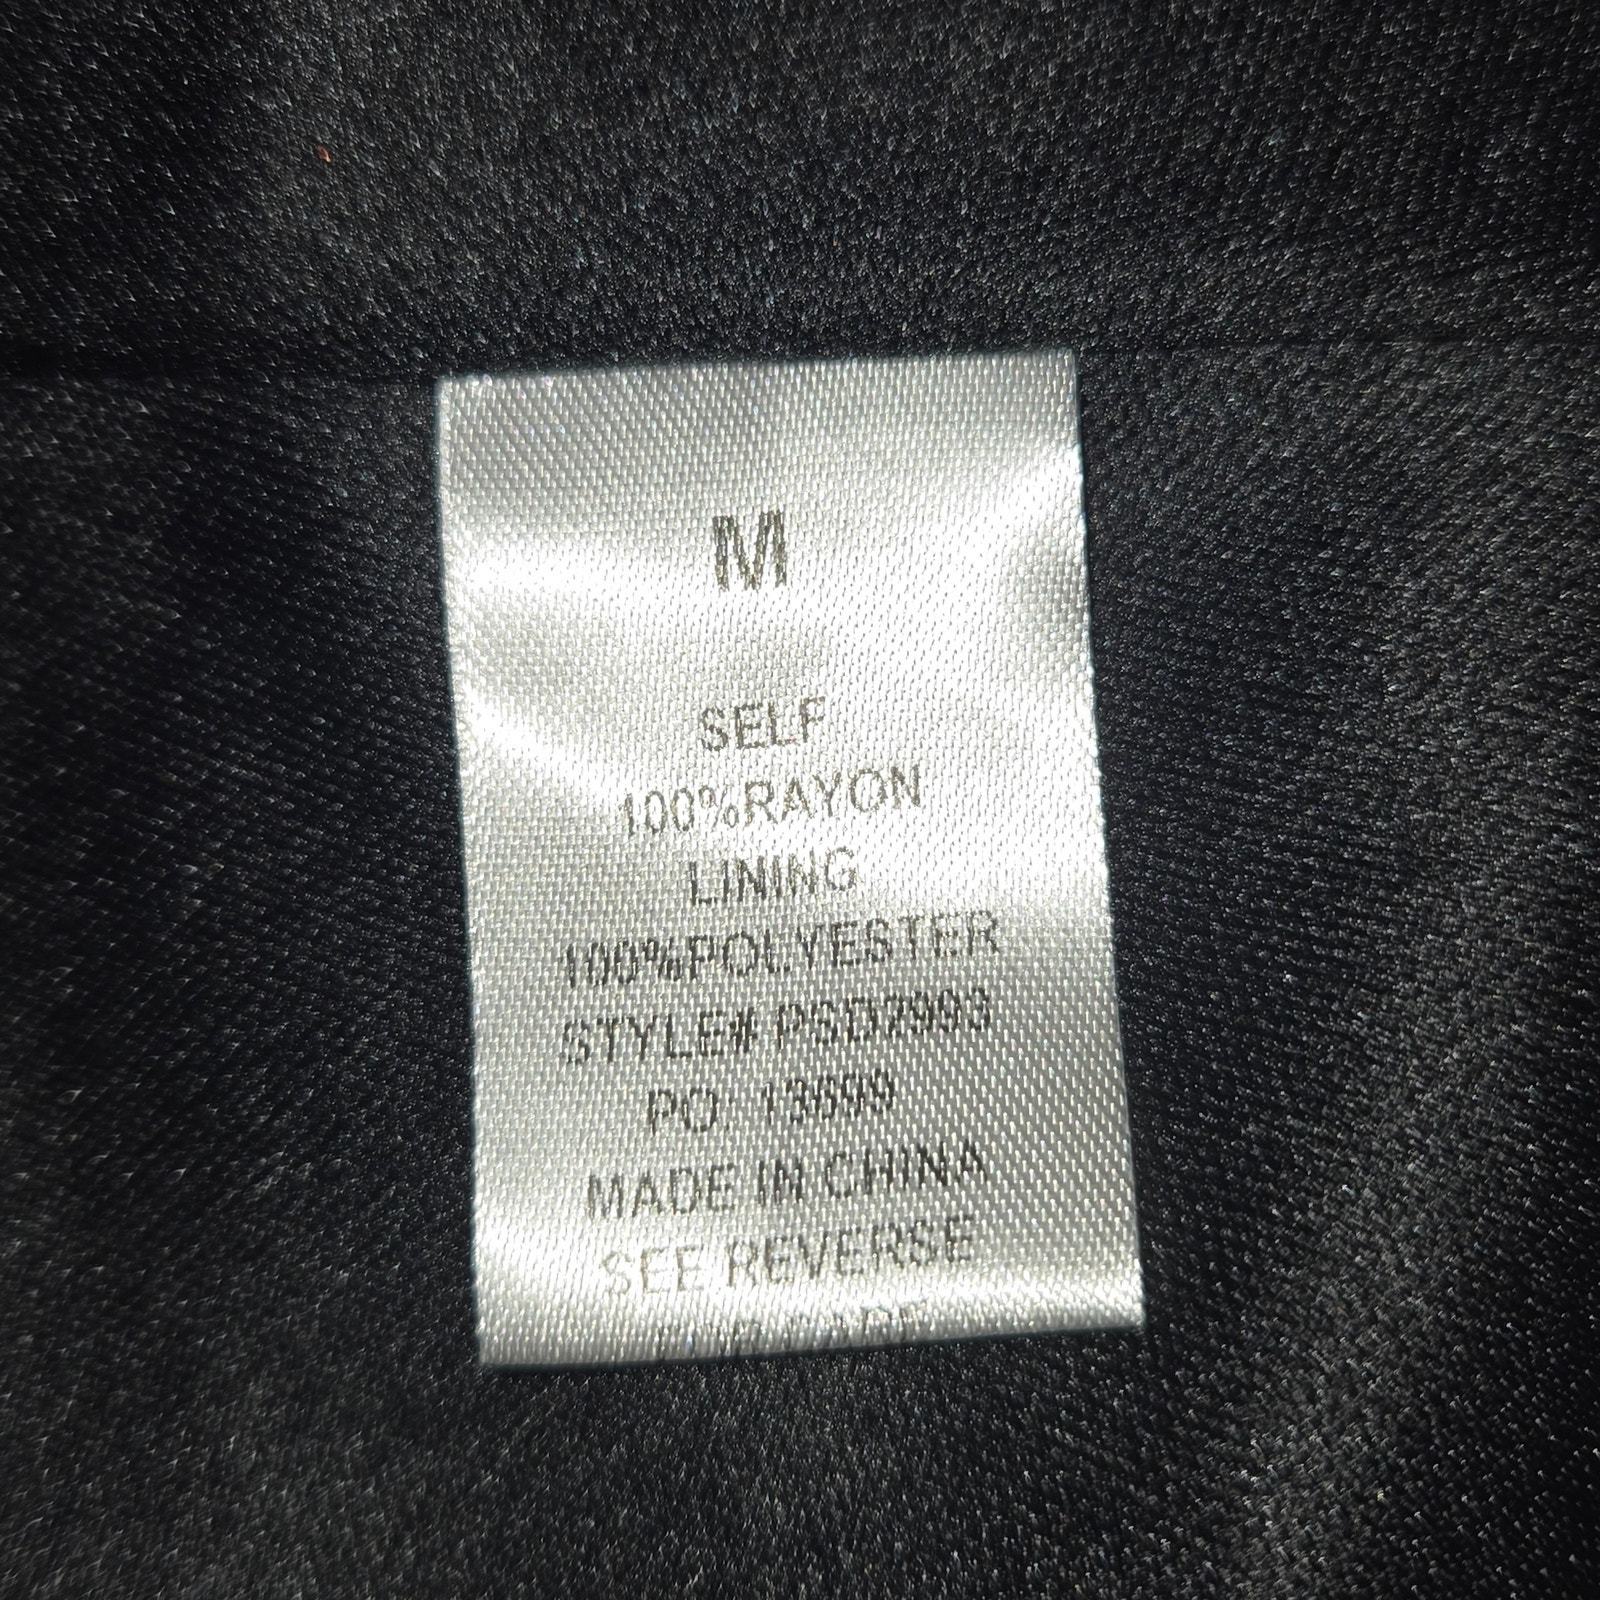 M
SELF
100%RAYON
LINING
100%POLYESTER
STYLE# PSD2993
PO 13699
MADE IN CHINA
SEE REVERSE